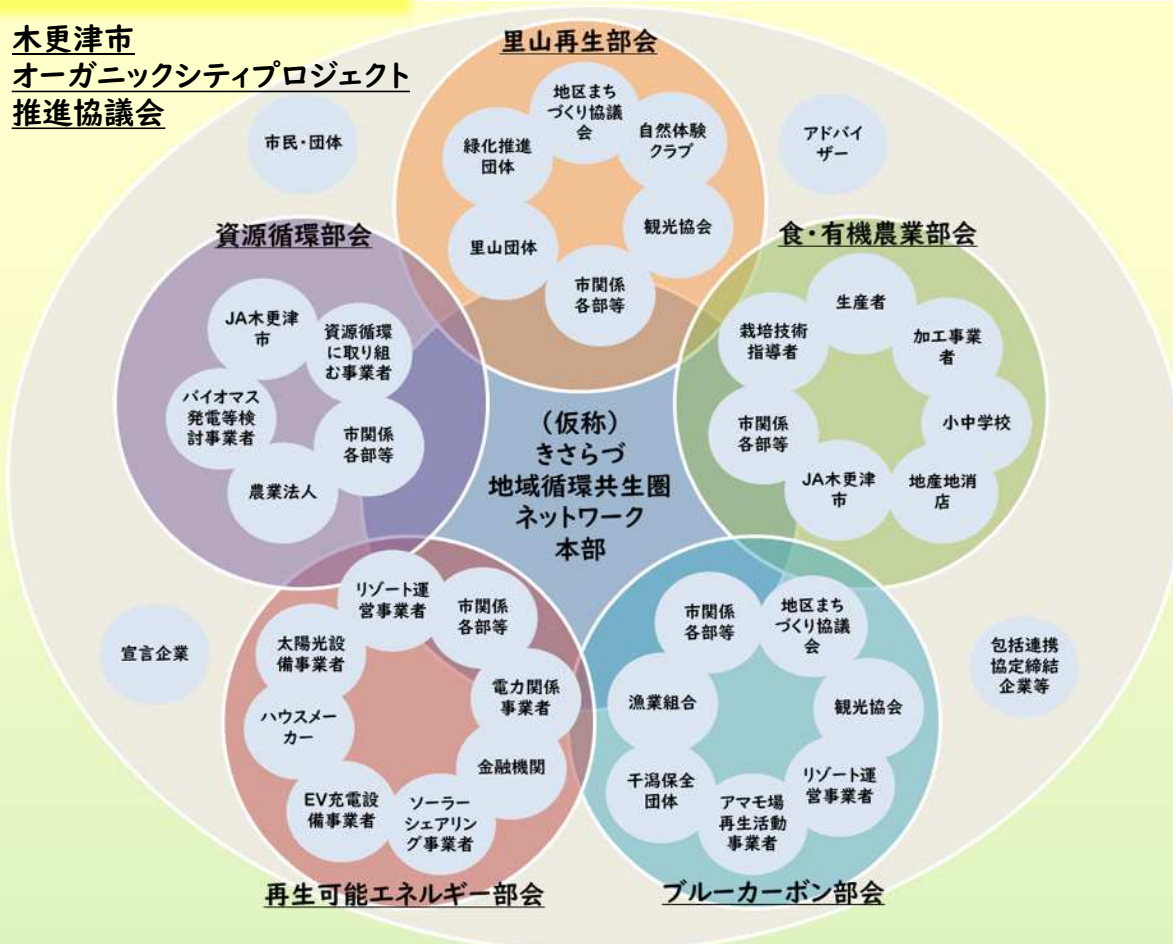 木更津市
オーガニックシティプロジェクト
推進協議会
里山再生部会
地区まち
づくり協議
会
自然体験
クラブ
観光協会
市関係
各部等
里山団体
緑化推進
団体
市民・団体
アドバイ
ザー
資源循環部会
JA木更津
市
資源循環
に取り組
む事業者
市関係
各部等
農業法人
バイオマス
発電等検
討事業者
食・有機農業部会
生産者
加工事業
者
小中学校
地産地消
店
JA木更津
市
市関係
各部等
栽培技術
指導者
(仮称)
きさらづ
地域循環共生圏
ネットワーク
本部
宣言企業
包括連携
協定締結
企業等
リゾート運
営事業者
市関係
各部等
電力関係
事業者
金融機関
ソーラー
シェアリン
グ事業者
EV充電設
備事業者
ハウスメー
カー
太陽光設
備事業者
再生可能エネルギー部会
市関係
各部等
地区まち
づくり協議
会
観光協会
リゾート運
営事業者
アマモ場
再生活動
事業者
干潟保全
団体
漁業組合
ブルーカーボン部会